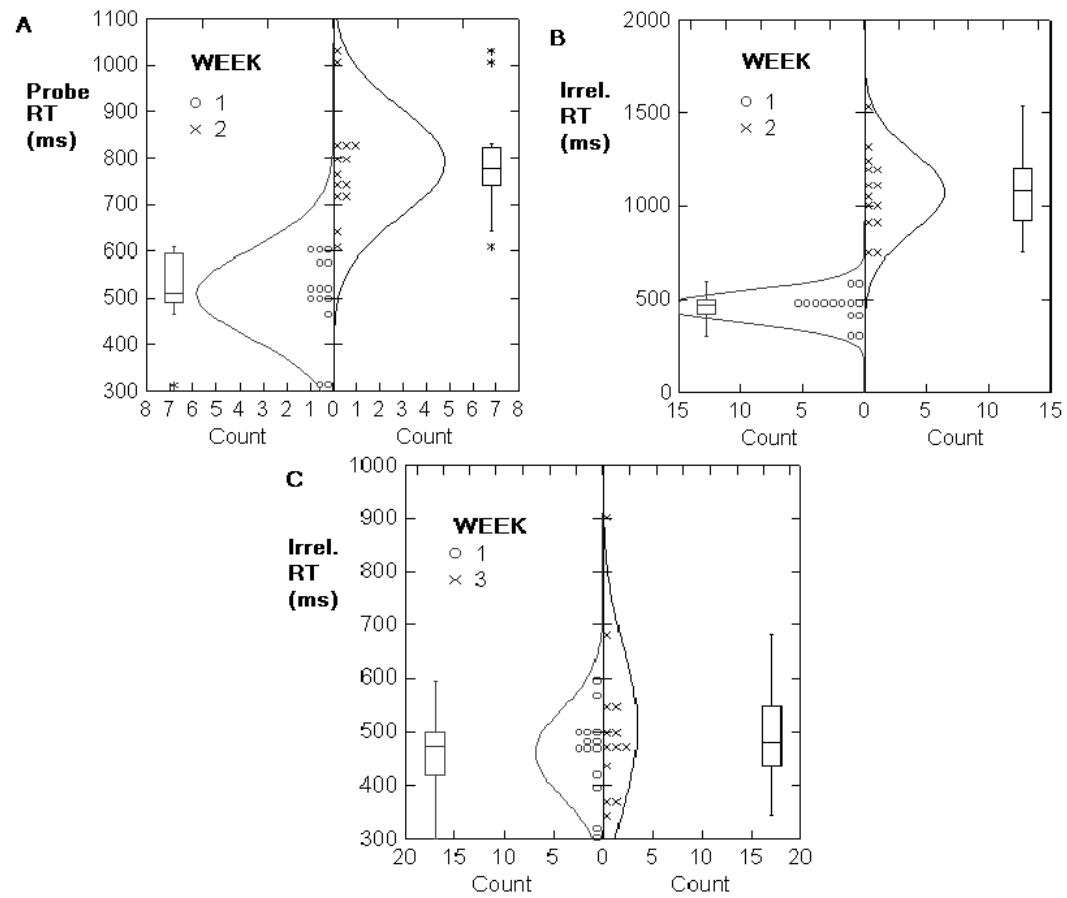 A
Probe
RT
(ms)
WEEK
1
2
1100
1000
900
800
700
600
500
400
300
8 7 6 5 4 3 2 1 0 1 2 3 4 5 6 7 8
Count Count
B
Irrel.
RT
(ms)
WEEK
1
2
2000
1500
1000
500
0
15 10 5 0 5 10 15
Count Count
C
Irrel.
RT
(ms)
WEEK
1
3
1000
900
800
700
600
500
400
300
20 15 10 5 0 5 10 15 20
Count Count